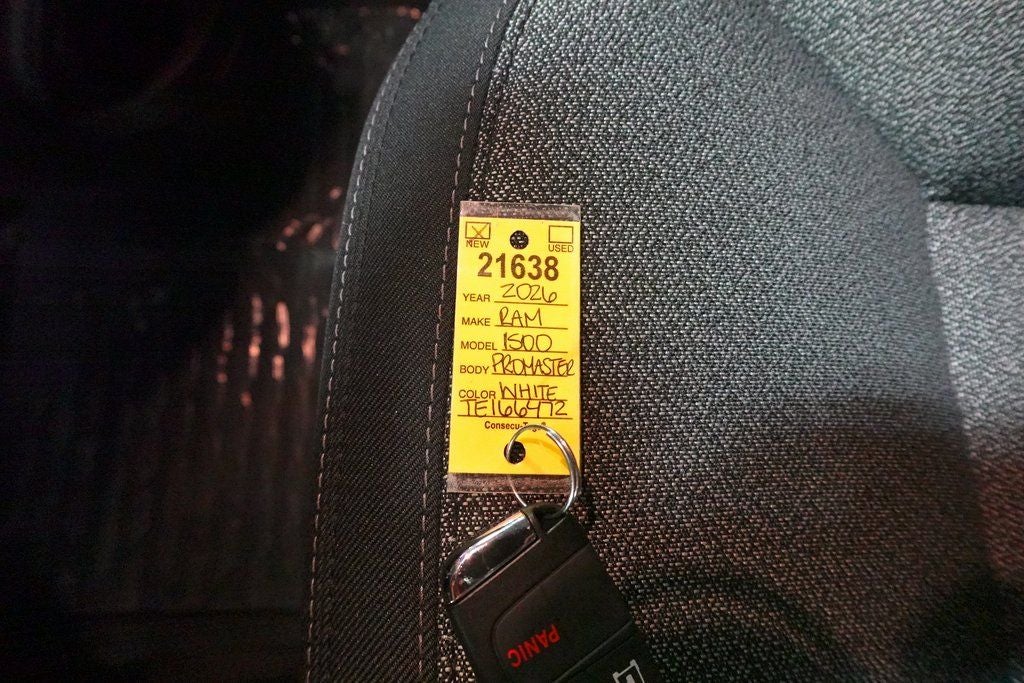 NEW USED
21638
YEAR 2026
MAKE RAM
MODEL 1500
BODY PROMASTER
COLOR WHITE
TE166472
PANIC